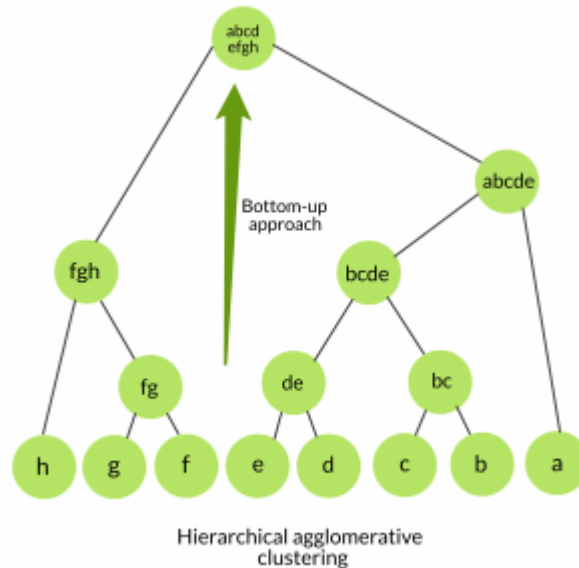 abcd
efgh
abcde
Bottom-up
approach
fgh
bcde
fg
de
bc
h
g
f
e
d
c
b
a
Hierarchical agglomerative
clustering